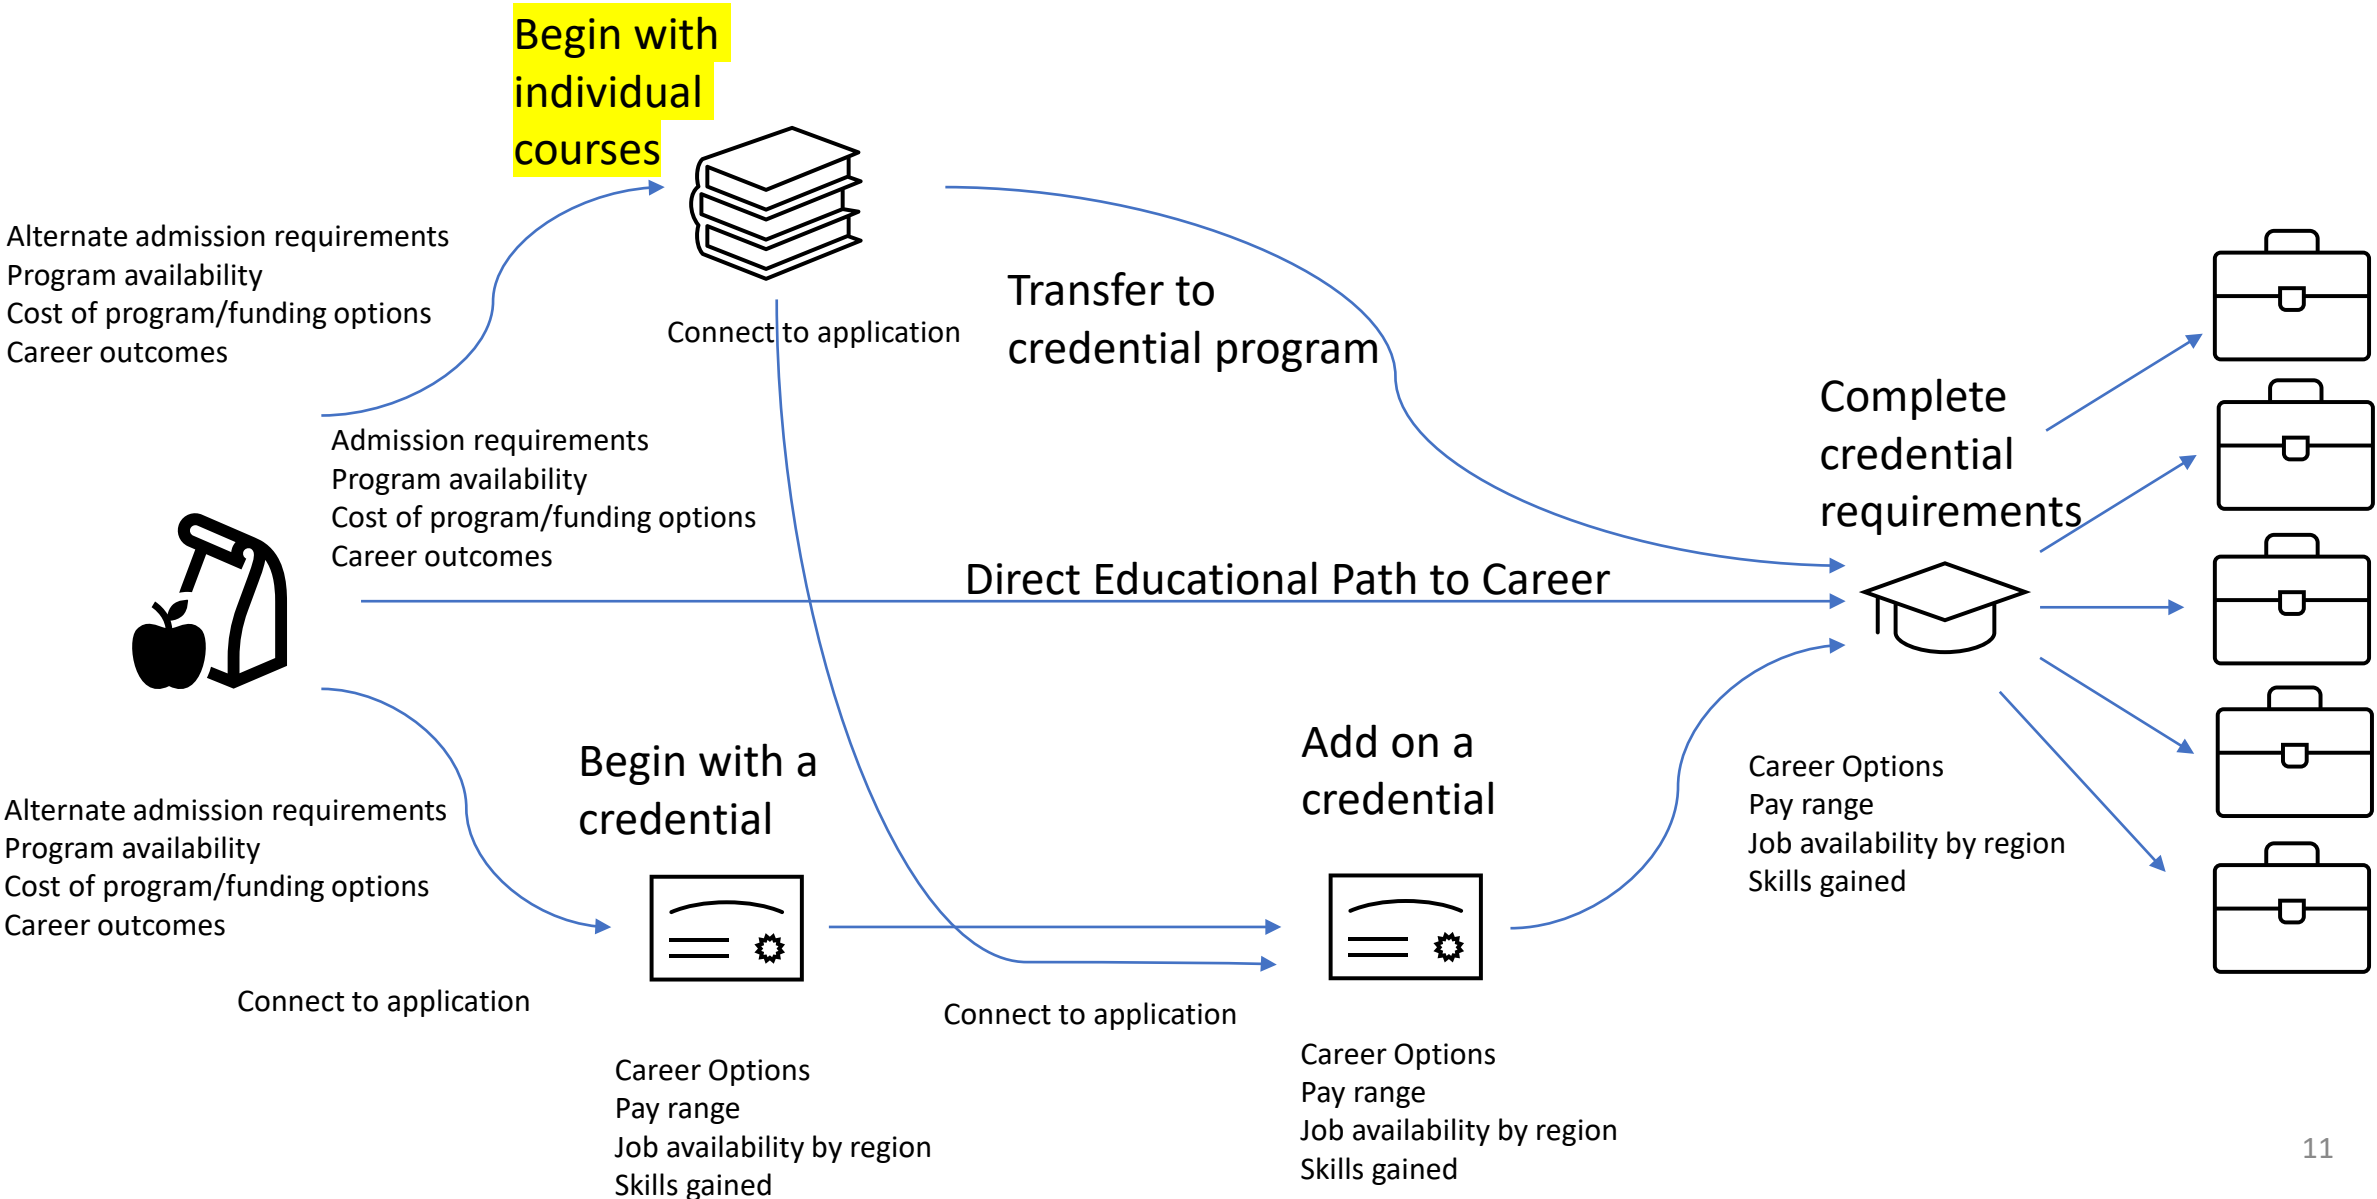 Begin with
individual
courses
Alternate admission requirements
Program availability
Cost of program/funding options
Career outcomes
Connect to application
Transfer to
credential program
Admission requirements
Program availability
Cost of program/funding options
Career outcomes
Complete
credential
requirements
Direct Educational Path to Career
Begin with a
credential
Add on a
credential
Alternate admission requirements
Program availability
Cost of program/funding options
Career outcomes
Career Options
Pay range
Job availability by region
Skills gained
Connect to application
Connect to application
Career Options
Pay range
Job availability by region
Skills gained
Career Options
Pay range
Job availability by region
Skills gained
11